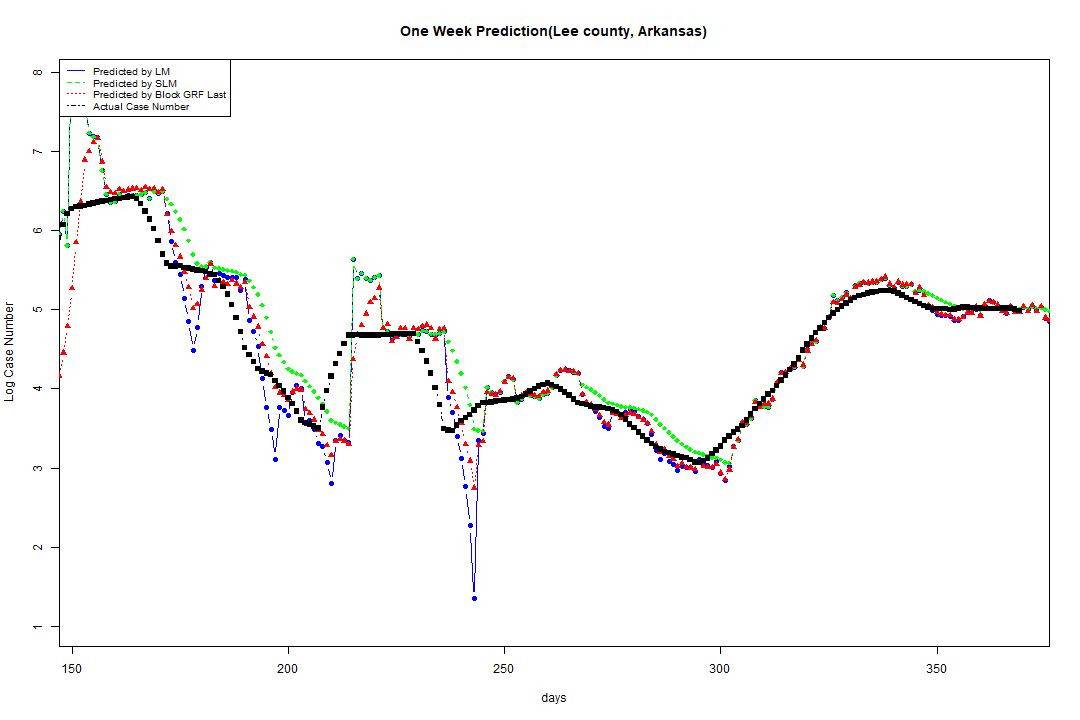 One Week Prediction(Lee county, Arkansas)
Predicted by LM
Predicted by SLM
Predicted by Block GRF Last
Actual Case Number
Log Case Number
8
7
6
5
4
3
2
1
150 200 250 300 350
days